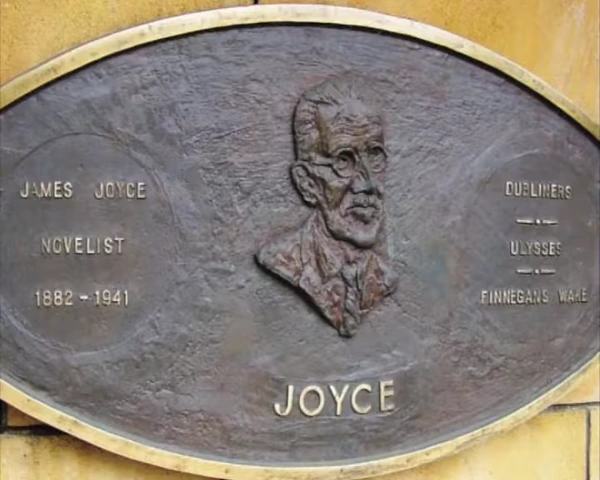 JAMES JOYCE
NOVELIST
1882-1941
DUBLINERS
ULYSSES
FINNEGANS WAKE
JOYCE